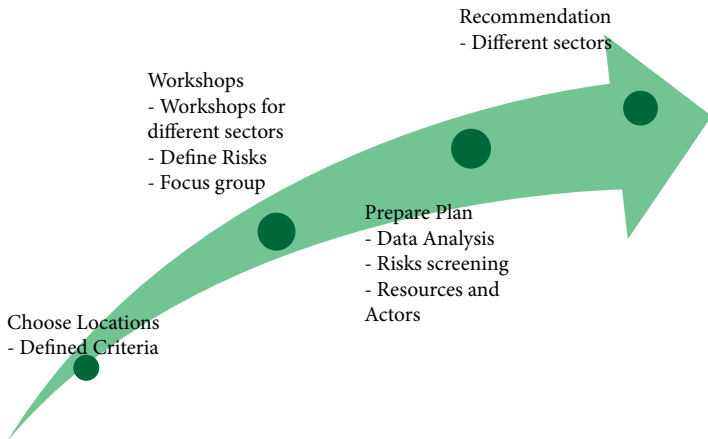 Recommendation
- Different sectors
Workshops
- Workshops for
different sectors
- Define Risks
- Focus group
Prepare Plan
- Data Analysis
- Risks screening
- Resources and
Actors
Choose Locations
- Defined Criteria